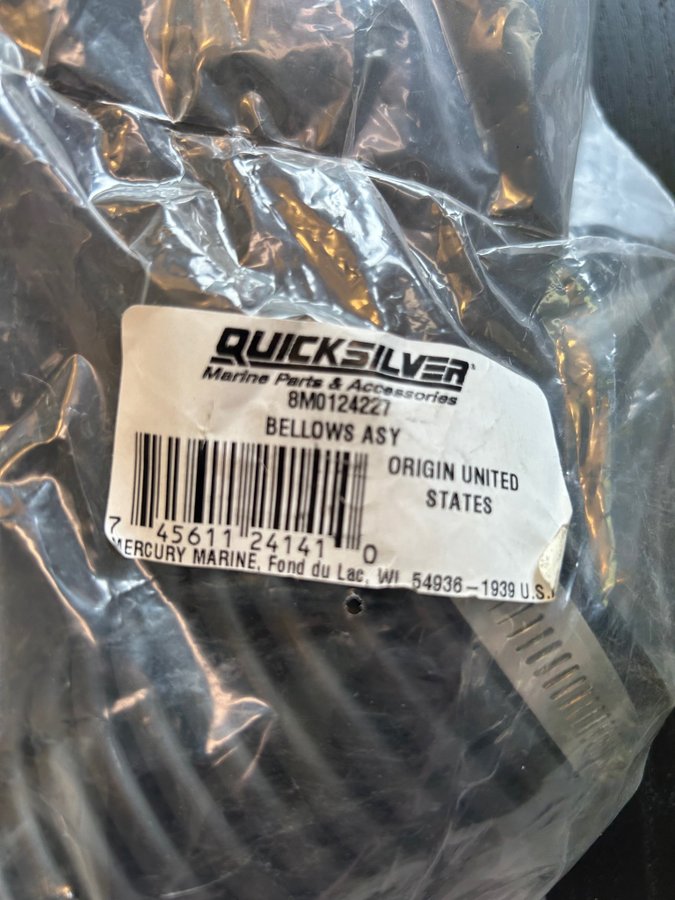 QUICKSILVER
Marine Parts & Accessories
8M0124227
BELLOWS ASY
ORIGIN UNITED
STATES
7 45611 24141 0
MERCURY MARINE, Fond du Lac, WI 54936-1939 U.S.